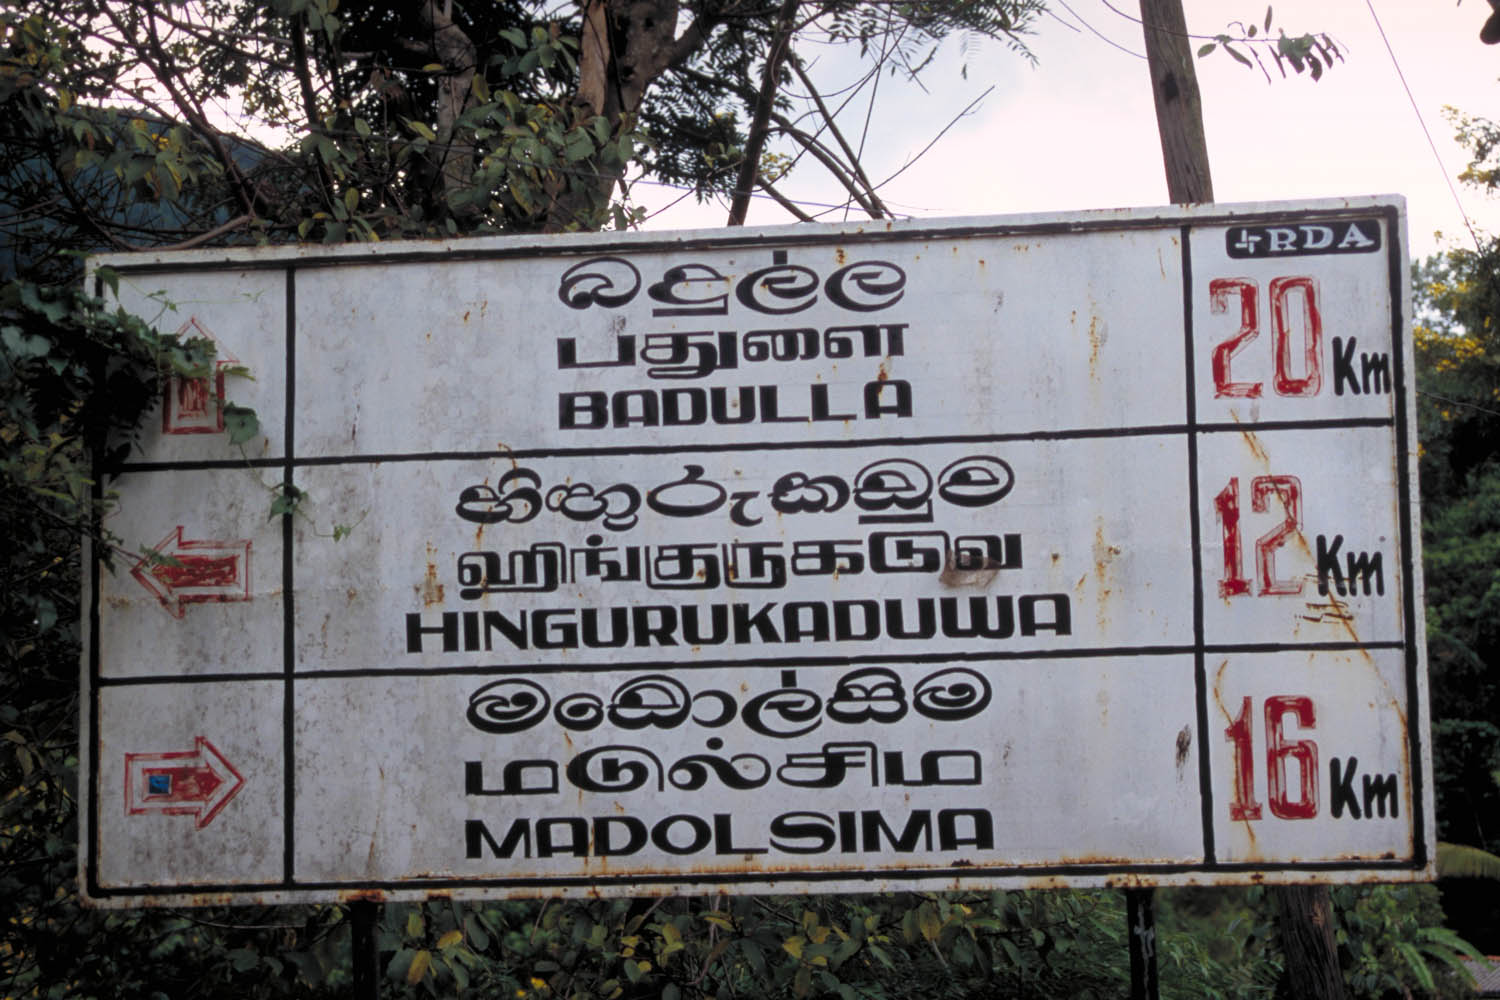 RDA
බදුල්ල
பதுளை
BADULLA
20 Km
හිඟුරුකඩුව
ஹிங்குருகடுவ
HINGURUKADUWA
12 Km
මඩොල්සිම
மடுல்சிம
MADOLSIMA
16 Km